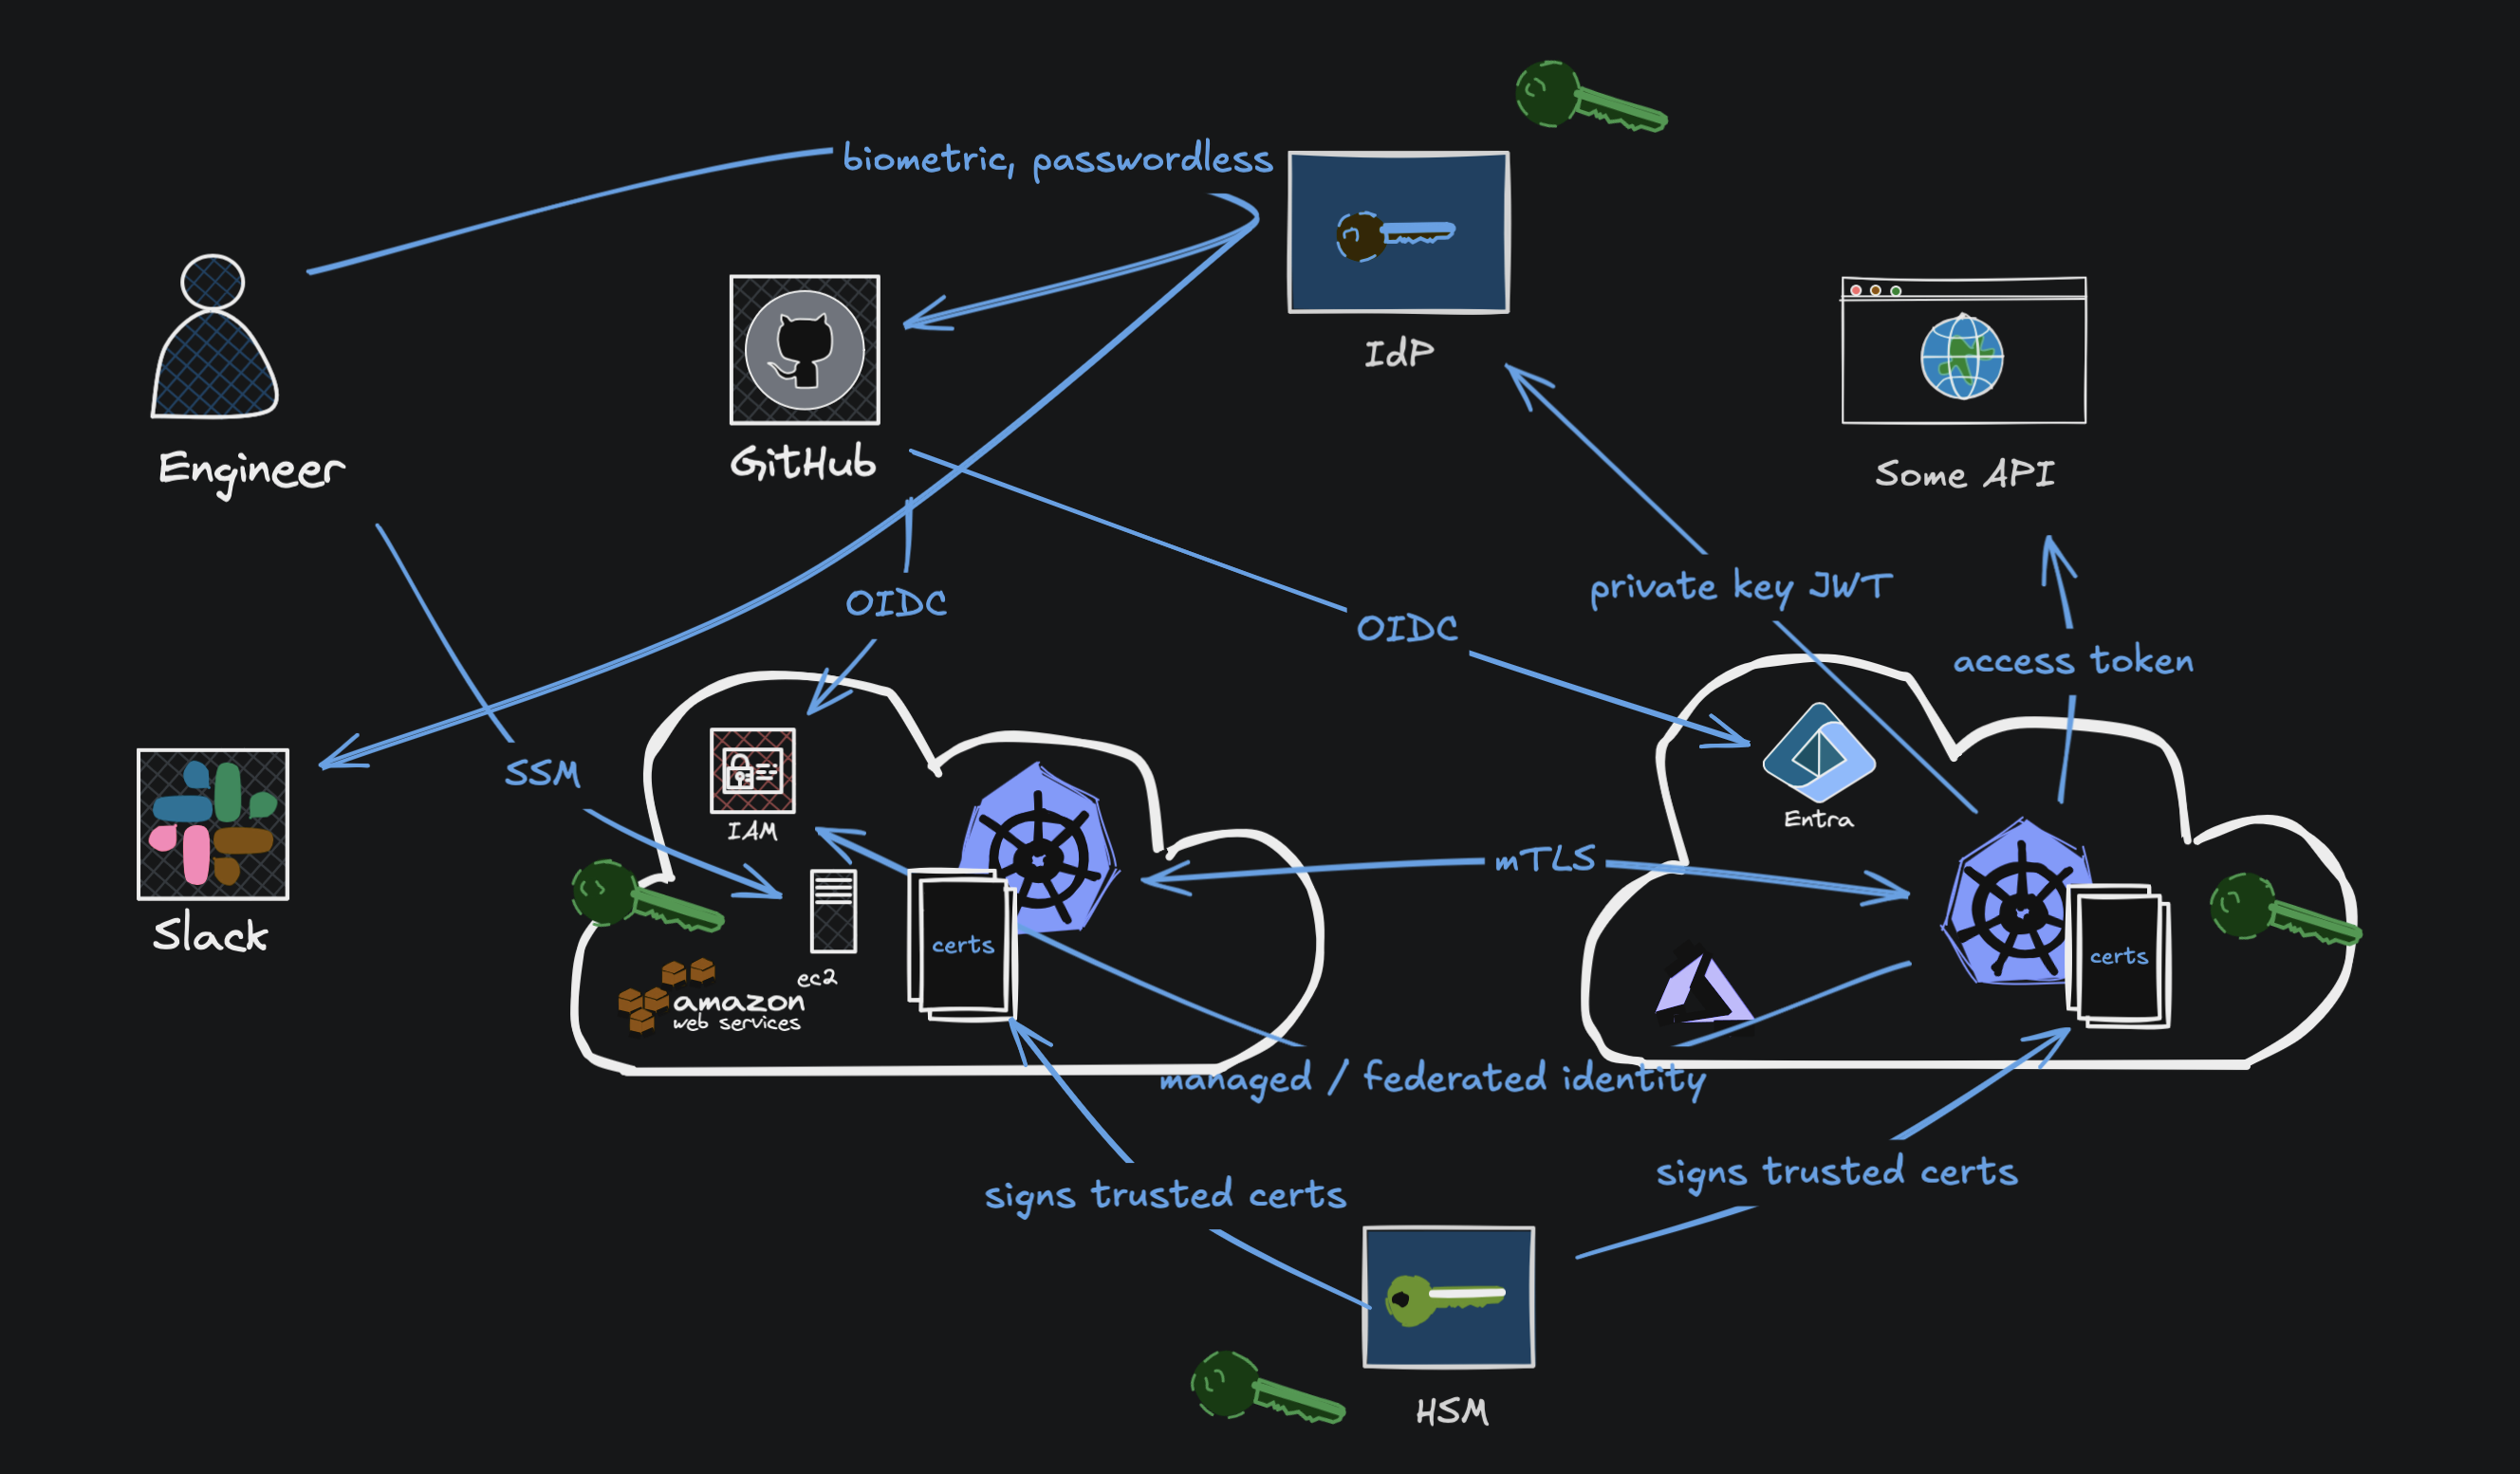 biometric, passwordless
IdP
Engineer
GitHub
Some API
OIDC
OIDC
private key JWT
access token
SSM
IAM
Entra
mTLS
Slack
certs
certs
ec2
amazon
web services
managed / federated identity
signs trusted certs
signs trusted certs
HSM